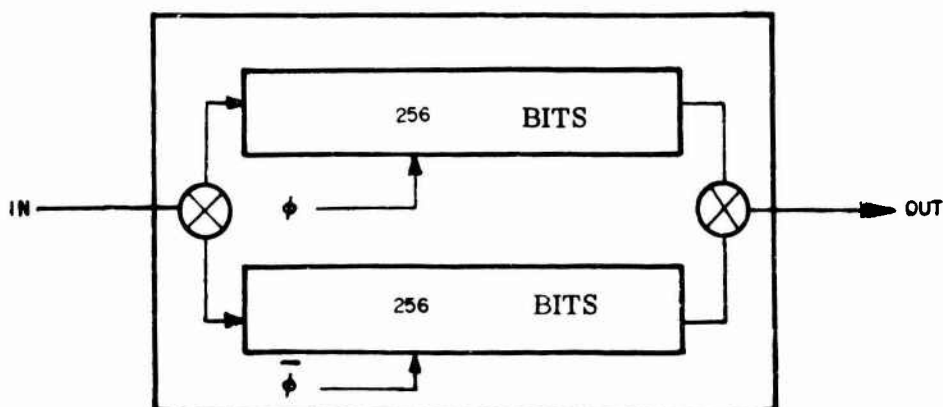 256 BITS
IN
ϕ
OUT
256 BITS
ϕ̅